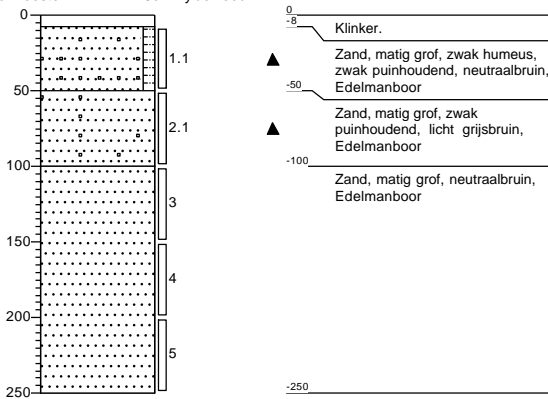 0
50
100
150
200
250
1.1
2.1
3
4
5
0
-8
Klinker.
Zand, matig grof, zwak humeus,
zwak puinhoudend, neutraalbruin,
Edelmanboor
-50
Zand, matig grof, zwak
puinhoudend, licht grijsbruin,
Edelmanboor
-100
Zand, matig grof, neutraalbruin,
Edelmanboor
-250